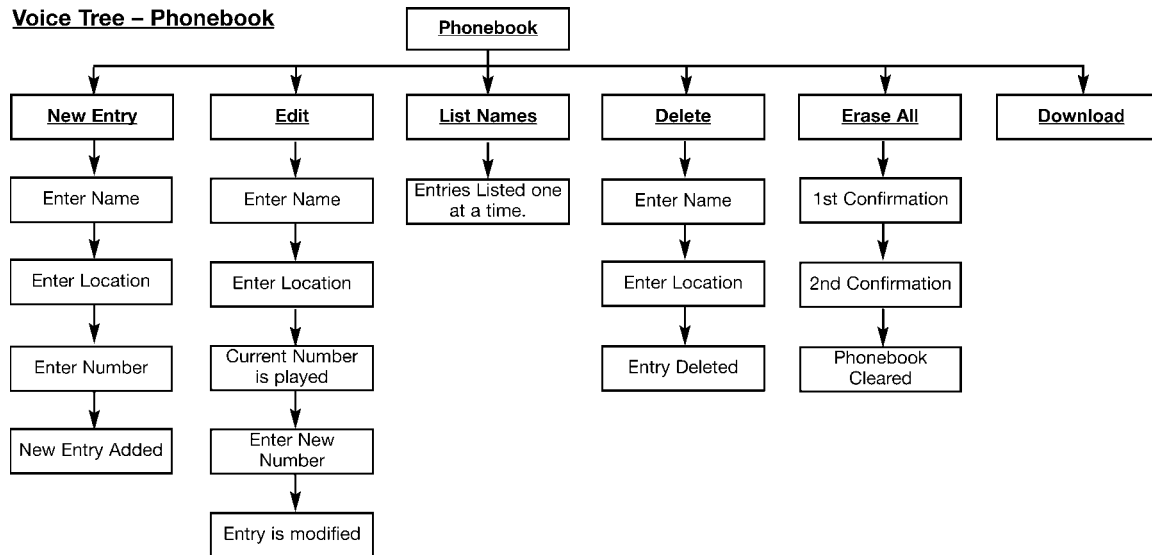 Voice Tree – Phonebook
Phonebook
New Entry
Edit
List Names
Delete
Erase All
Download
Enter Name
Enter Name
Entries Listed one
at a time.
Enter Name
1st Confirmation
Enter Location
Enter Location
Enter Location
2nd Confirmation
Enter Number
Current Number
is played
Entry Deleted
Phonebook
Cleared
New Entry Added
Enter New
Number
Entry is modified